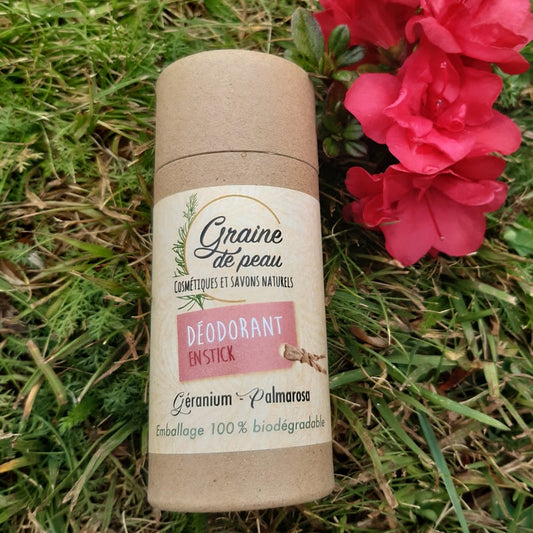 Graine
de peau
COSMÉTIQUES ET SAVONS NATURELS
DÉODORANT
EN STICK
Géranium - Palmarosa
Emballage 100 % biodégradable